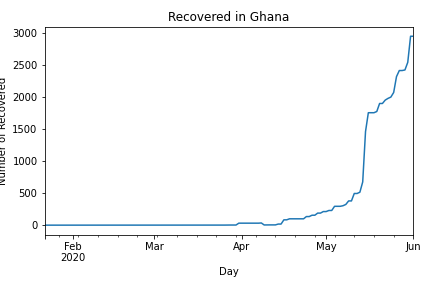 Recovered in Ghana
3000
2500
2000
1500
1000
500
0
Number of Recovered
Feb
2020
Mar
Apr
May
Jun
Day